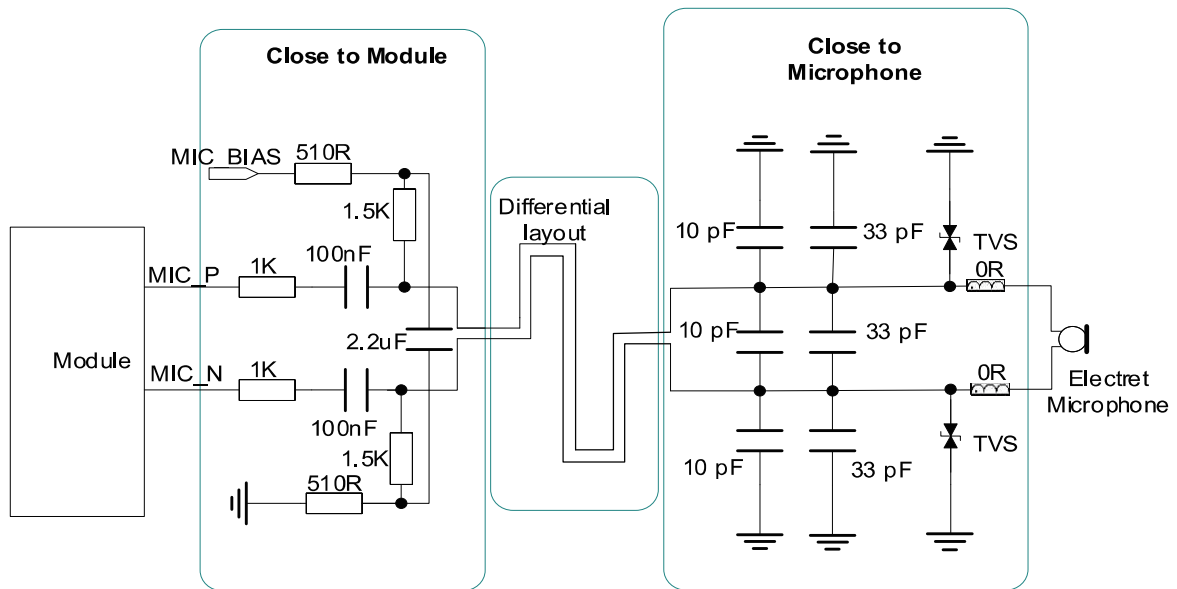 Close to Module
Close to
Microphone
MIC_BIAS
510R
1.5K
Differential
layout
10 pF
33 pF
TVS
0R
100nF
MIC_P
1K
2.2uF
10 pF
33 pF
Module
MIC_N
1K
0R
Electret
Microphone
100nF
1.5K
TVS
10 pF
33 pF
510R